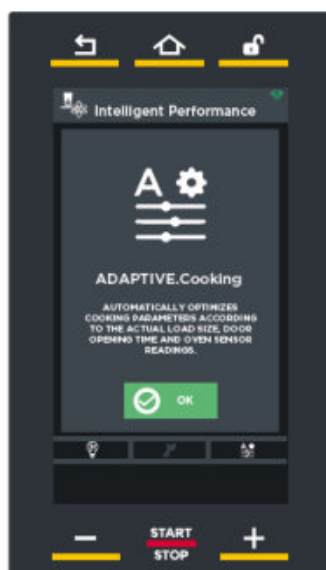 Intelligent Performance
A
ADAPTIVE.Cooking
AUTOMATICALLY OPTIMIZES
COOKING PARAMETERS ACCORDING
TO THE ACTUAL LOAD SIZE, DOOR
OPENING TIME AND OVEN SENSOR
READINGS.
OK
START
STOP